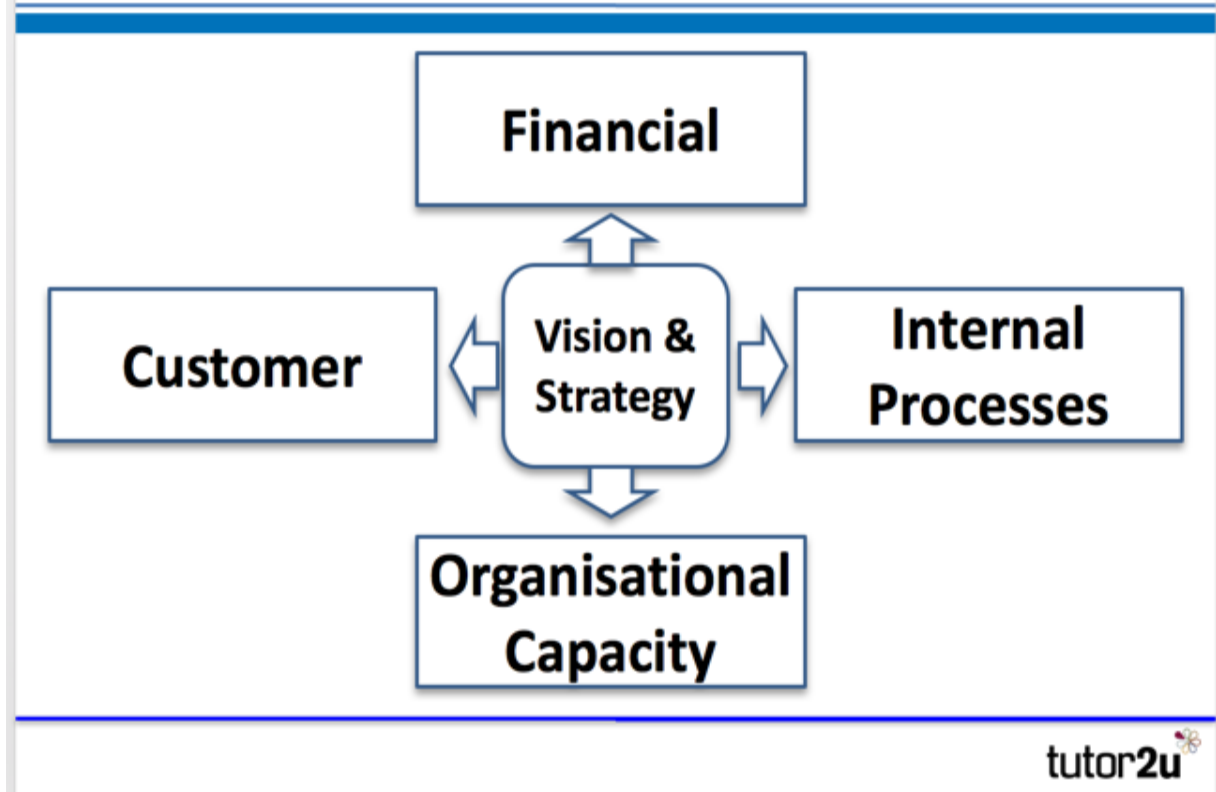 Financial
Customer
Vision &
Strategy
Internal
Processes
Organisational
Capacity
tutor2u